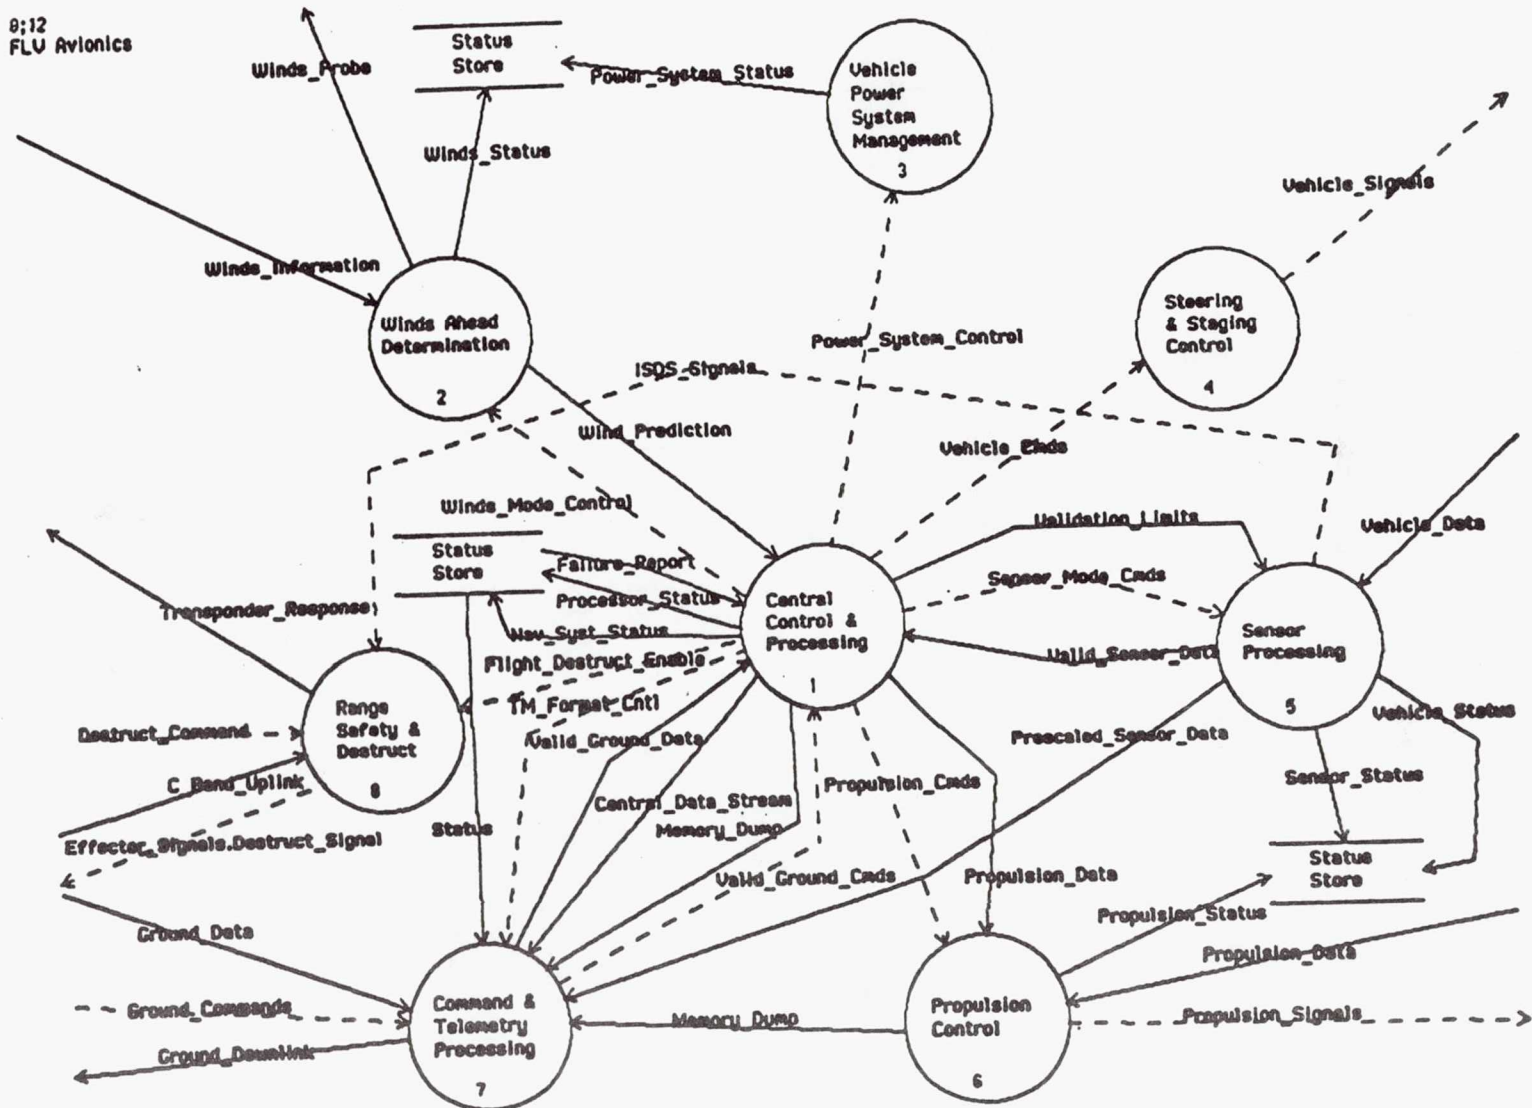 0;12
FLV Avionics
Winds_Probe
Status
Store
Power_System_Status
Vehicle
Power
System
Management
3
Winds_Status
Vehicle_Signals
Winds_Information
Winds Ahead
Determination
2
Steering
& Staging
Control
4
Power_System_Control
ISDS_Signals
Wind_Prediction
Vehicle_Cmds
Winds_Mode_Control
Validation_Limits
Vehicle_Data
Status
Store
Failure_Report
Processor_Status
Nav_Syst_Status
Central
Control &
Processing
1
Sensor_Mode_Cmds
Sensor
Processing
5
Valid_Sensor_Data
Transponder_Response
Flight_Destruct_Enable
TM_Format_Cntl
Valid_Ground_Data
Range
Safety &
Destruct
8
Destruct_Command
C_Band_Uplink
Effector_Signals.Destruct_Signal
Status
Central_Data_Stream
Memory_Dump
Propulsion_Cmds
Prescaled_Sensor_Data
Vehicle_Status
Sensor_Status
Status
Store
Valid_Ground_Cmds
Propulsion_Data
Propulsion_Status
Propulsion_Data
Ground_Data
Ground_Commands
Ground_Downlink
Command &
Telemetry
Processing
7
Memory_Dump
Propulsion
Control
6
Propulsion_Signals